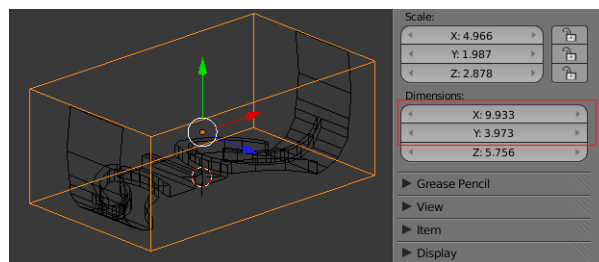 Scale:
X: 4.966
Y: 1.987
Z: 2.878
Dimensions:
X: 9.933
Y: 3.973
Z: 5.756
Grease Pencil
View
Item
Display